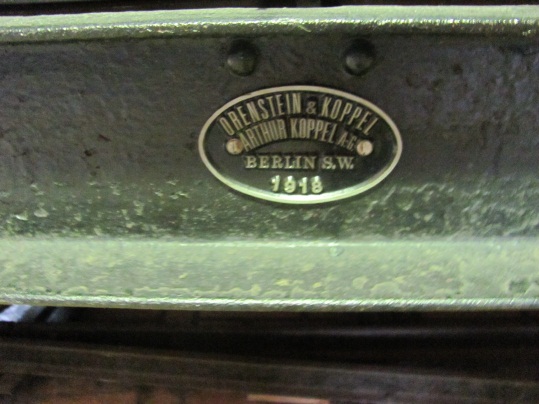 ORENSTEIN & KOPPEL
ARTHUR KOPPEL A.G.
BERLIN S.W.
1918